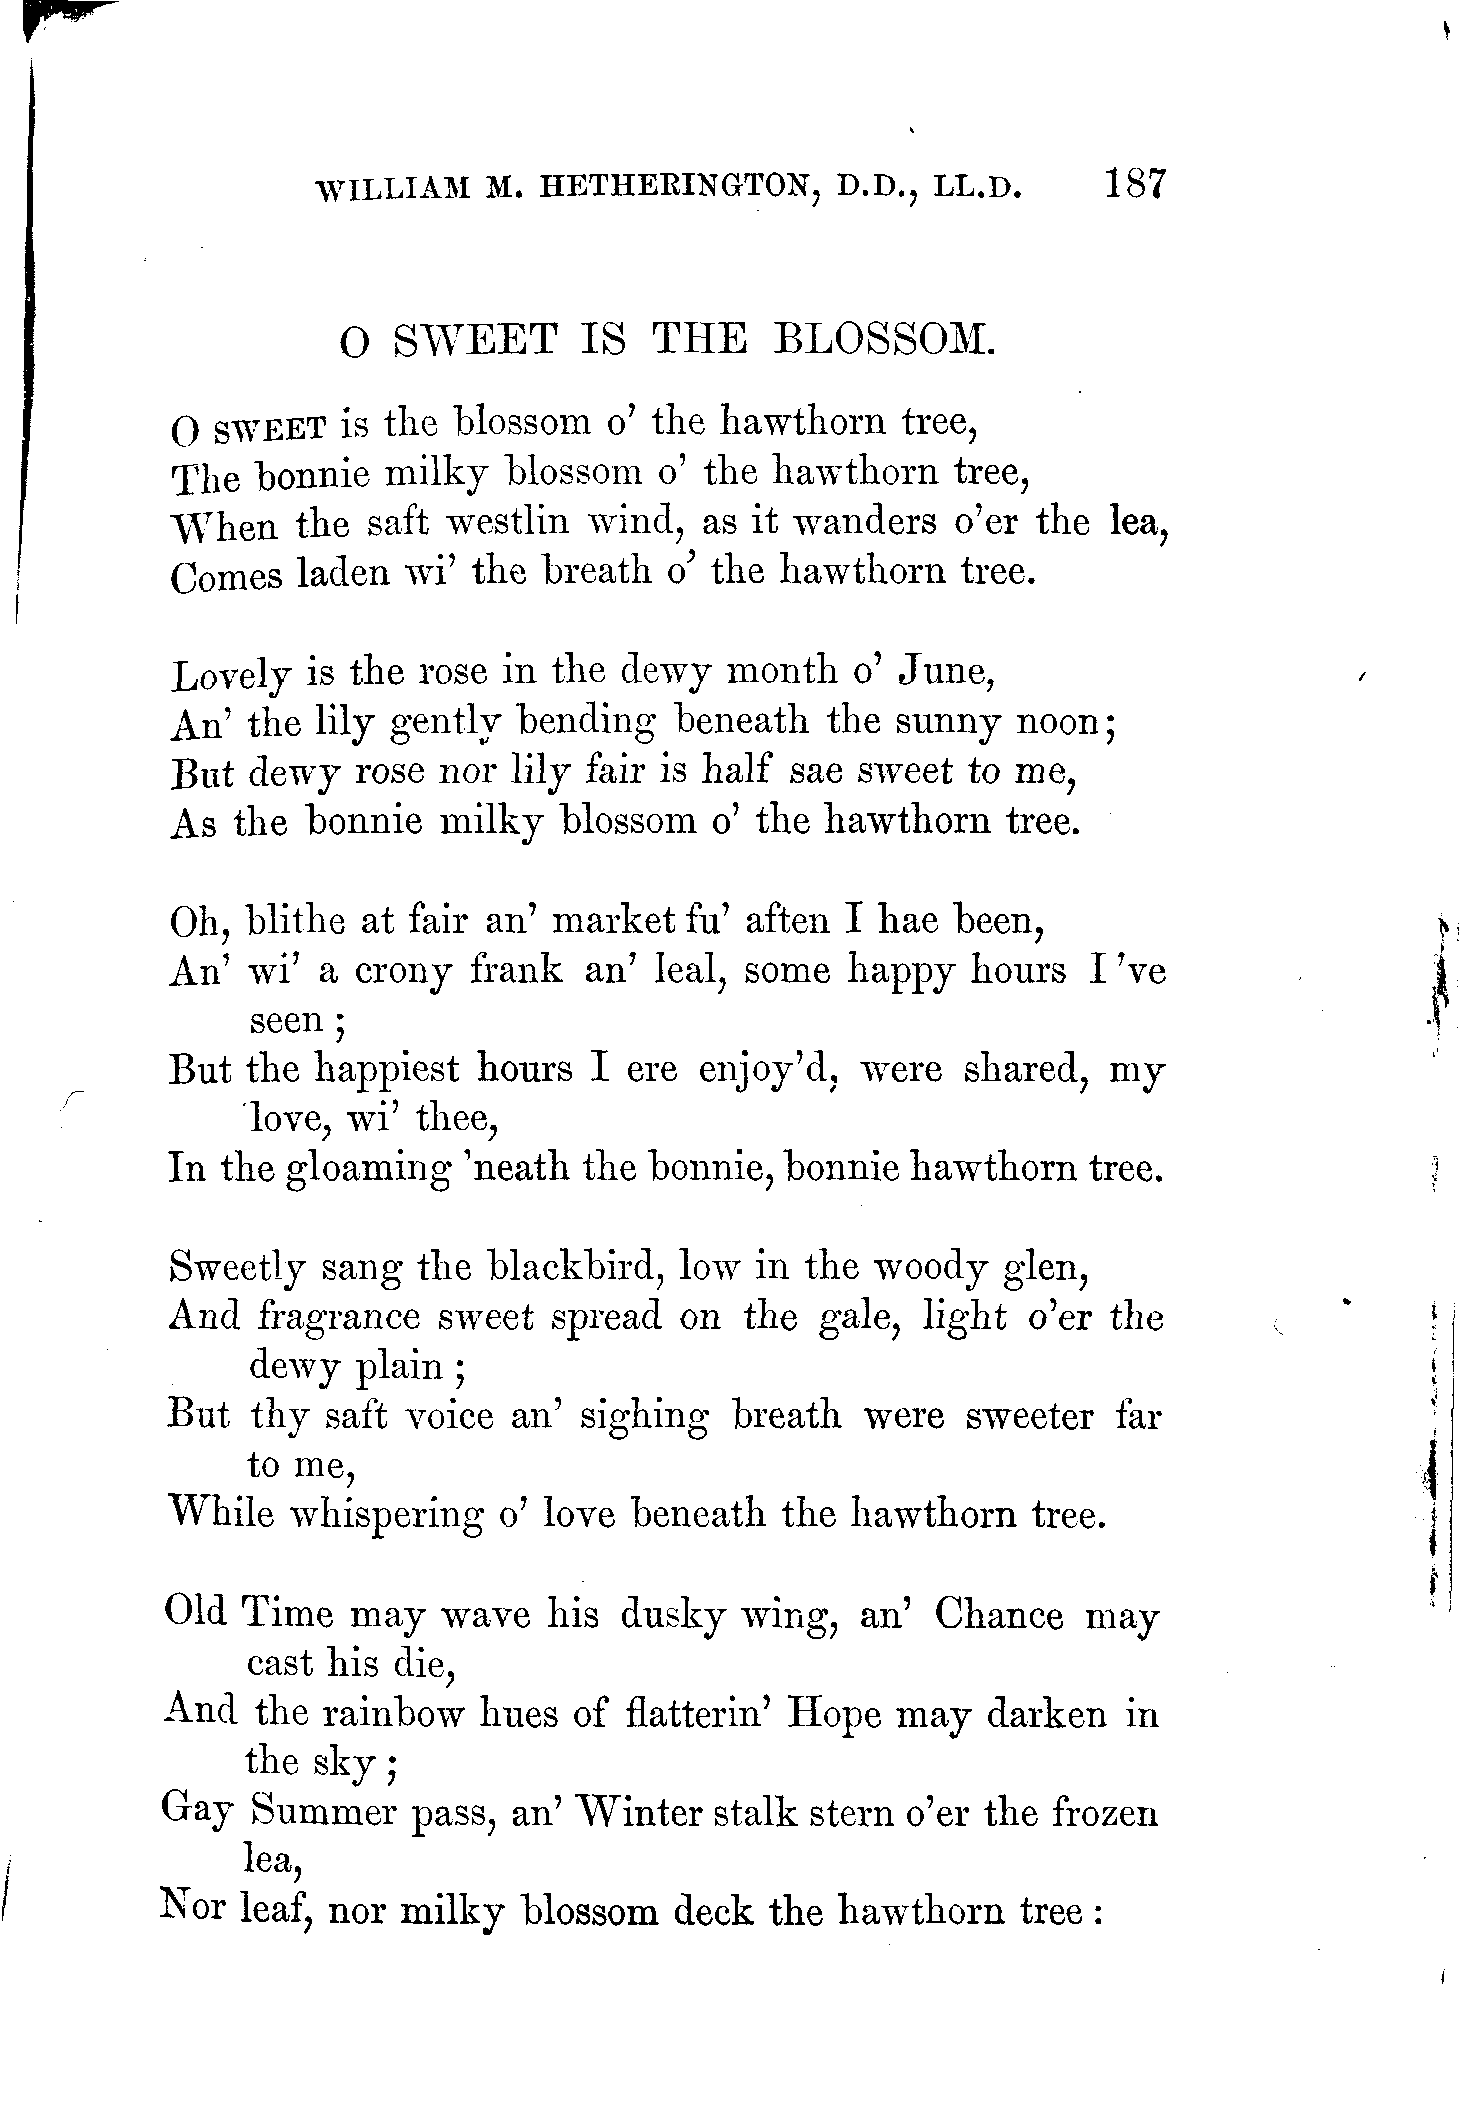 WILLIAM M. HETHERINGTON, D.D., LL.D. 187
O SWEET IS THE BLOSSOM.
O SWEET is the blossom o' the hawthorn tree,
The bonnie milky blossom o' the hawthorn tree,
When the saft westlin wind, as it wanders o'er the lea,
Comes laden wi' the breath o' the hawthorn tree.
Lovely is the rose in the dewy month o' June,
An' the lily gently bending beneath the sunny noon;
But dewy rose nor lily fair is half sae sweet to me,
As the bonnie milky blossom o' the hawthorn tree.
Oh, blithe at fair an' market fu' aften I hae been,
An' wi' a crony frank an' leal, some happy hours I 've
seen ;
But the happiest hours I ere enjoy'd, were shared, my
love, wi' thee,
In the gloaming 'neath the bonnie, bonnie hawthorn tree.
Sweetly sang the blackbird, low in the woody glen,
And fragrance sweet spread on the gale, light o'er the
dewy plain ;
But thy saft voice an' sighing breath were sweeter far
to me,
While whispering o' love beneath the hawthorn tree.
Old Time may wave his dusky wing, an' Chance may
cast his die,
And the rainbow hues of flatterin' Hope may darken in
the sky ;
Gay Summer pass, an' Winter stalk stern o'er the frozen
lea,
Nor leaf, nor milky blossom deck the hawthorn tree :